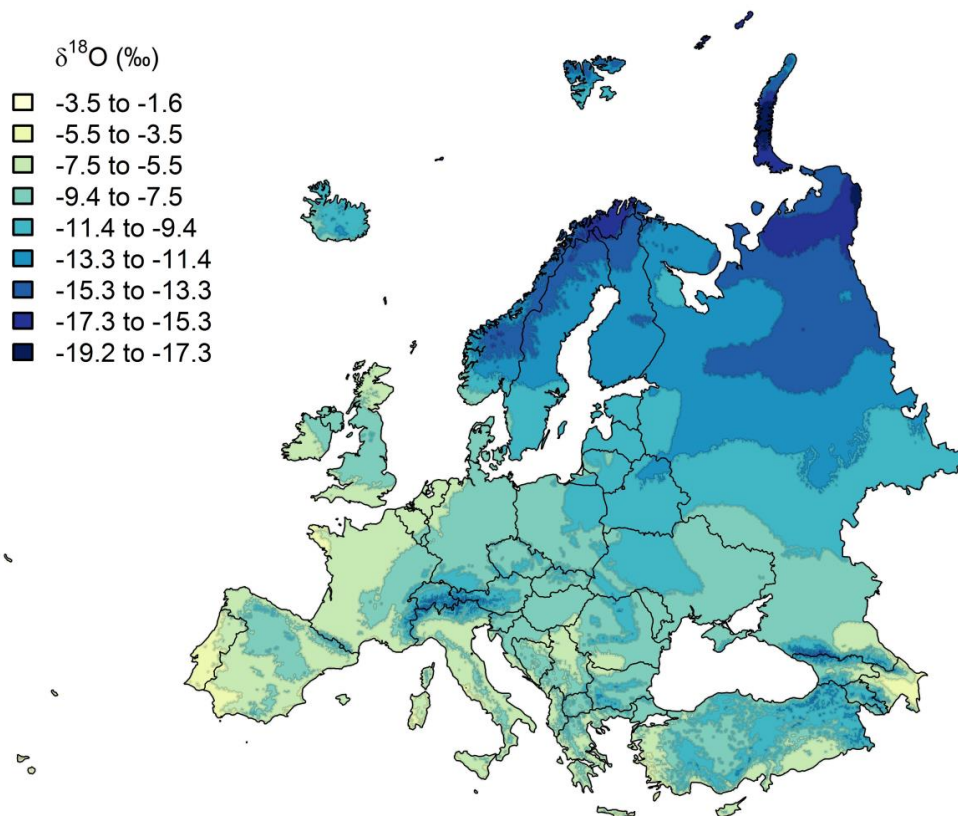 δ¹⁸O (‰)
-3.5 to -1.6
-5.5 to -3.5
-7.5 to -5.5
-9.4 to -7.5
-11.4 to -9.4
-13.3 to -11.4
-15.3 to -13.3
-17.3 to -15.3
-19.2 to -17.3